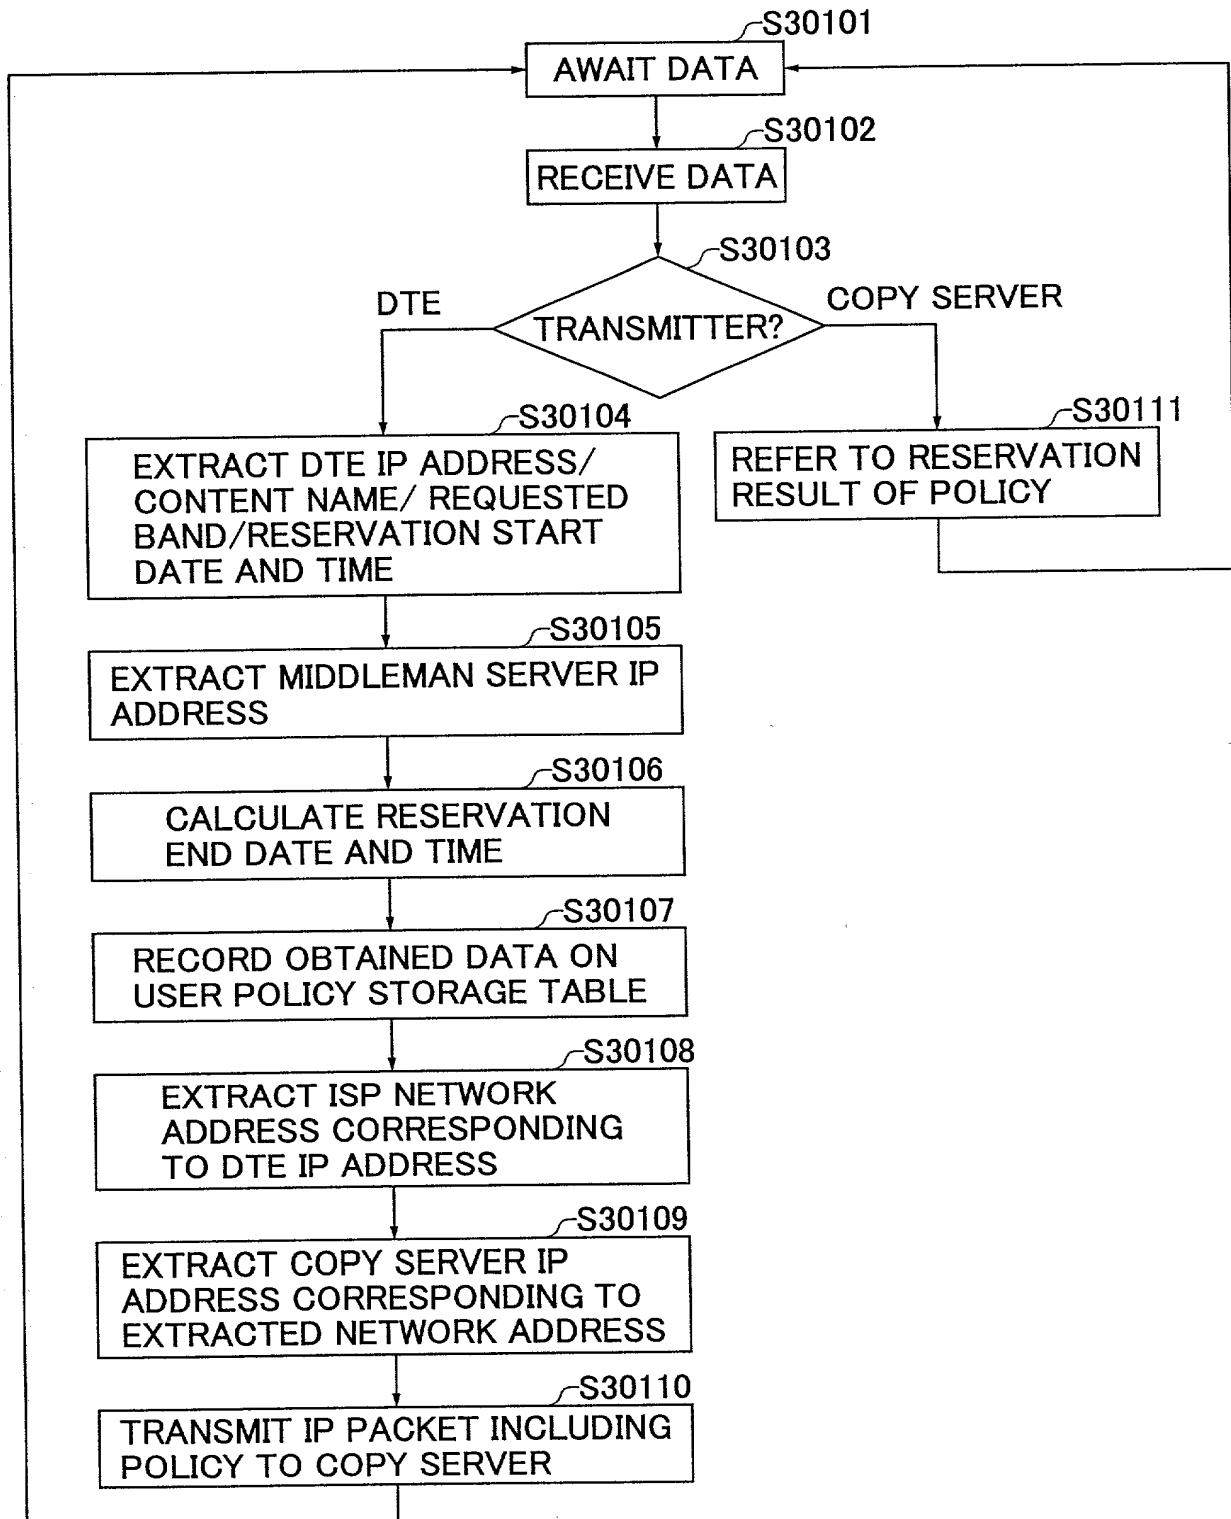 S30101
AWAIT DATA
S30102
RECEIVE DATA
S30103
DTE
TRANSMITTER?
COPY SERVER
S30104
EXTRACT DTE IP ADDRESS/
CONTENT NAME/ REQUESTED
BAND/RESERVATION START
DATE AND TIME
S30111
REFER TO RESERVATION
RESULT OF POLICY
S30105
EXTRACT MIDDLEMAN SERVER IP
ADDRESS
S30106
CALCULATE RESERVATION
END DATE AND TIME
S30107
RECORD OBTAINED DATA ON
USER POLICY STORAGE TABLE
S30108
EXTRACT ISP NETWORK
ADDRESS CORRESPONDING
TO DTE IP ADDRESS
S30109
EXTRACT COPY SERVER IP
ADDRESS CORRESPONDING TO
EXTRACTED NETWORK ADDRESS
S30110
TRANSMIT IP PACKET INCLUDING
POLICY TO COPY SERVER